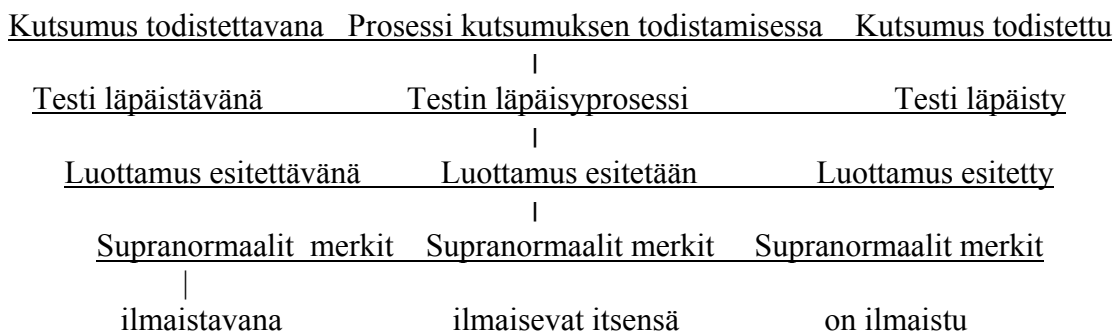 Kutsumus todistettavana Prosessi kutsumuksen todistamisessa Kutsumus todistettu
Testi läpäistävänä Testin läpäisyprosessi Testi läpäisty
Luottamus esitettävänä Luottamus esitetään Luottamus esitetty
Supranormaalit merkit Supranormaalit merkit Supranormaalit merkit
ilmaistavana ilmaisevat itsensä on ilmaistu